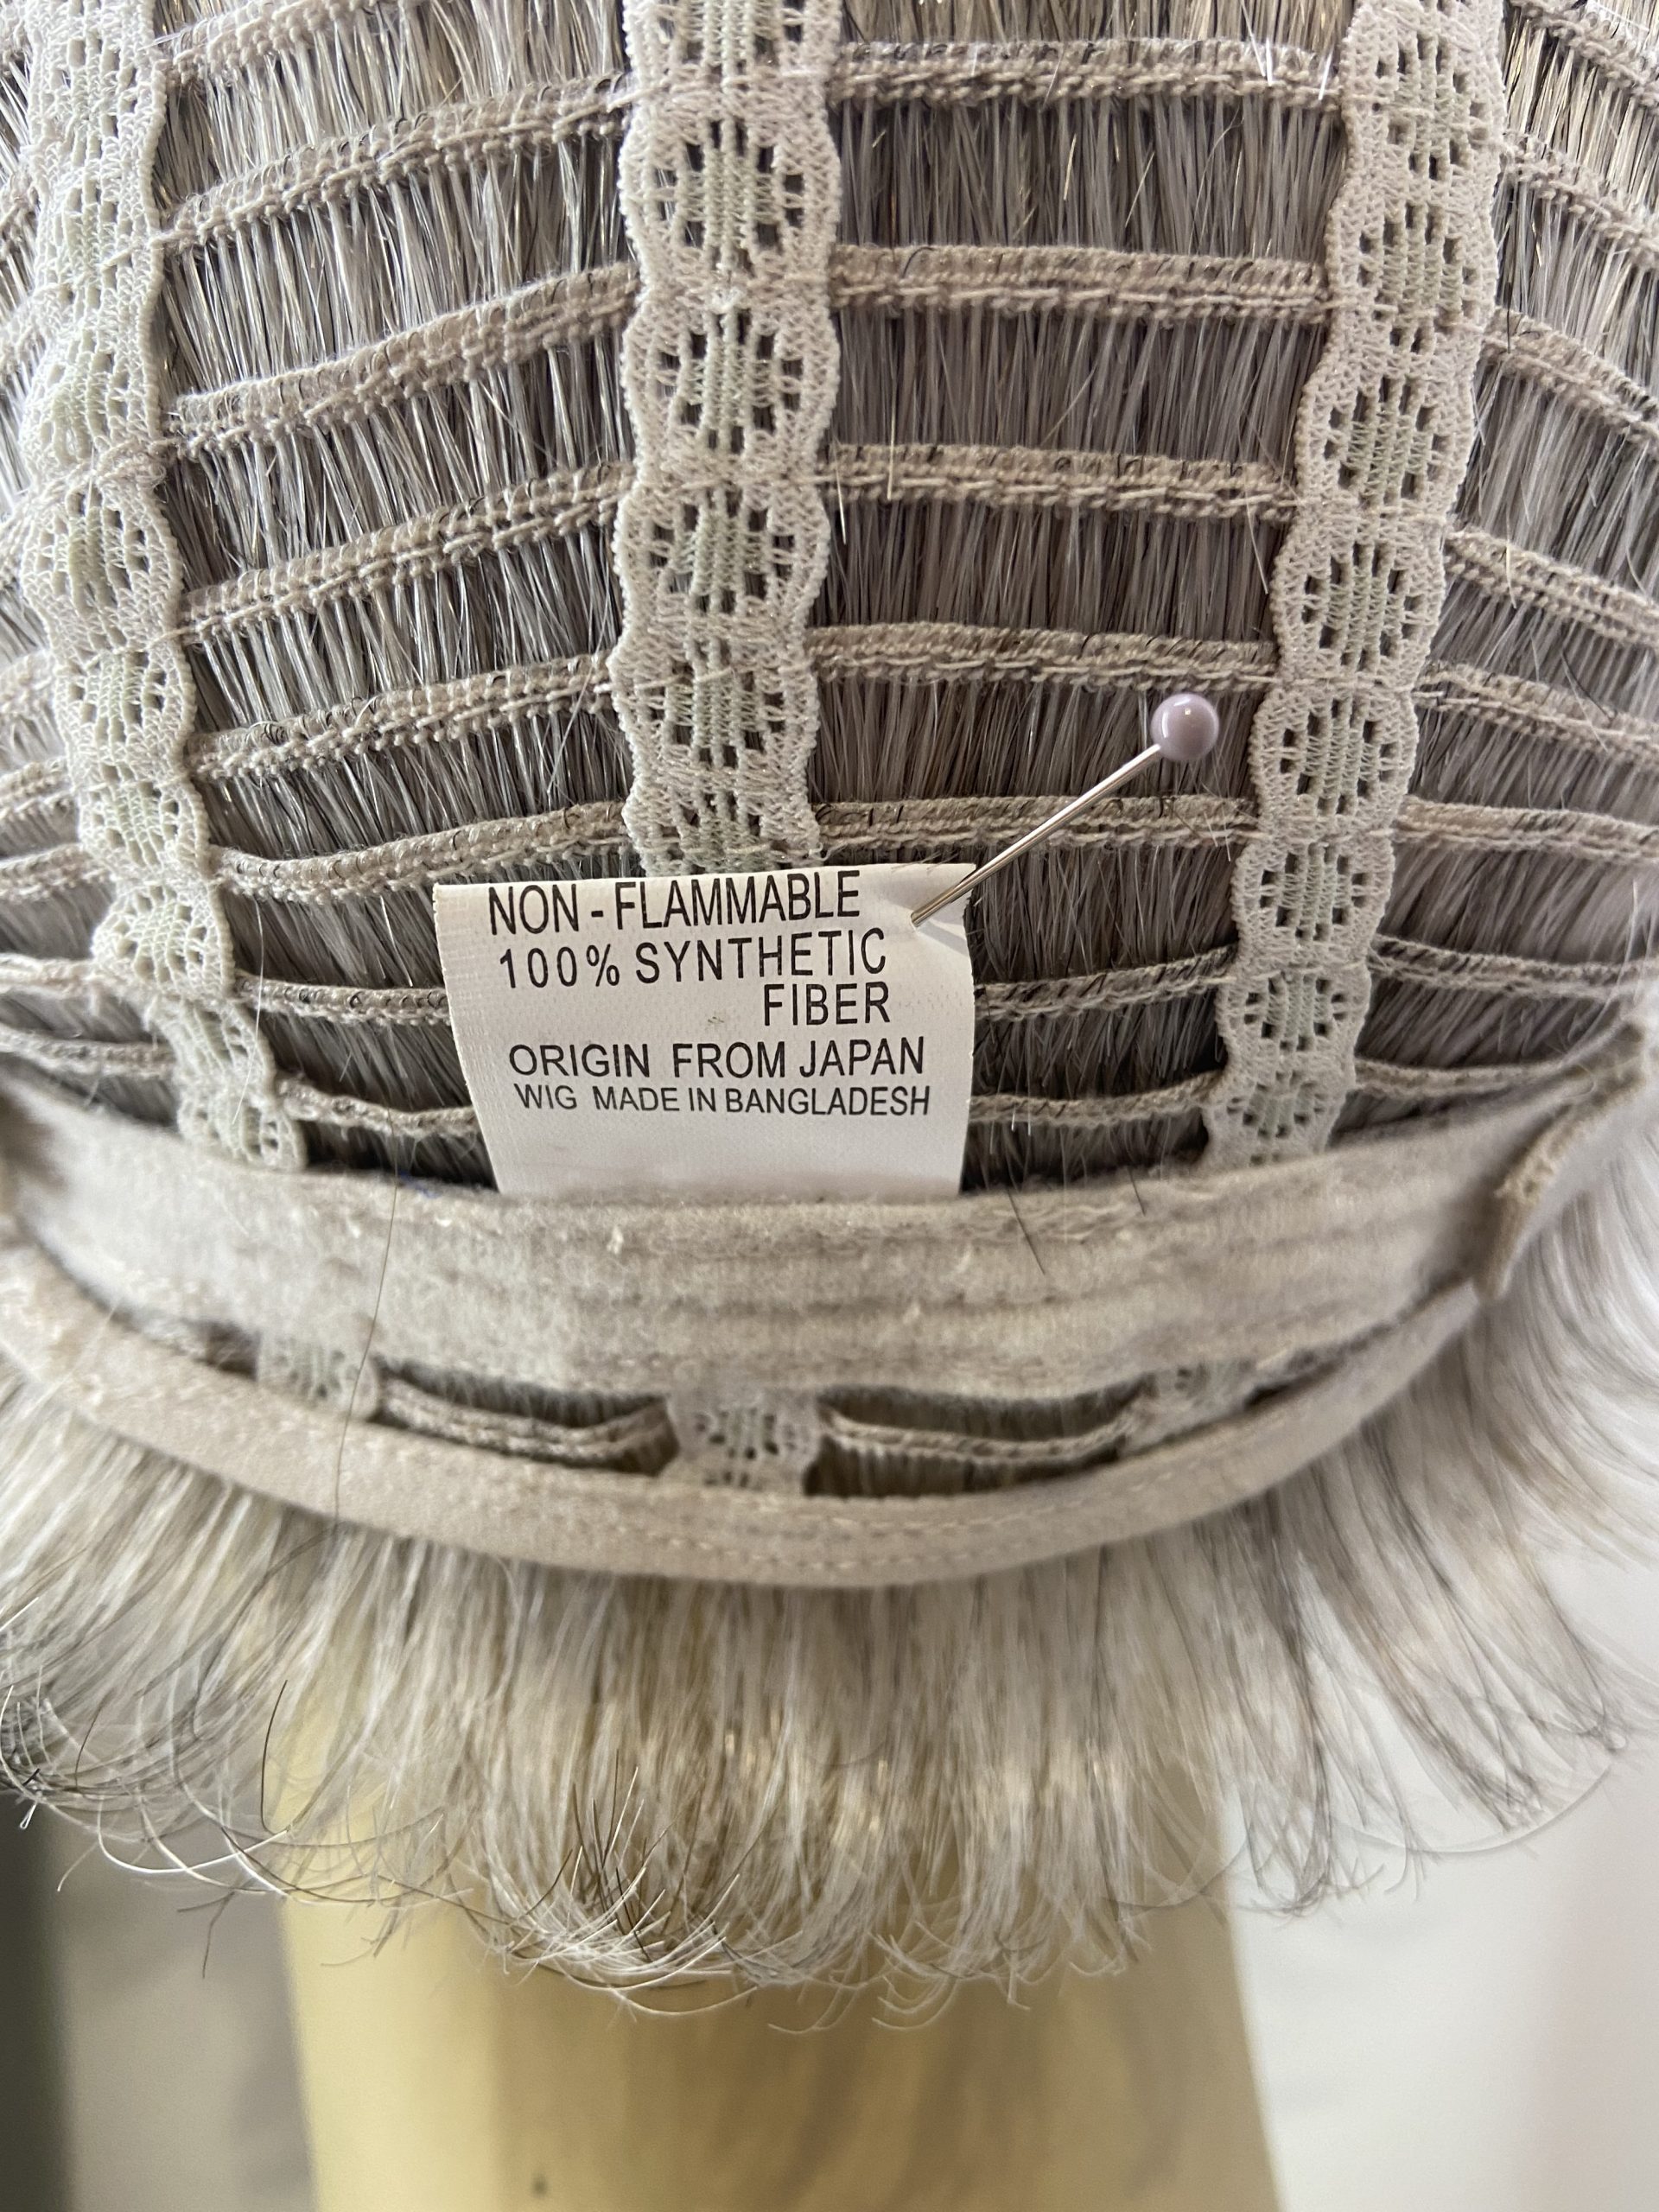 NON - FLAMMABLE
100% SYNTHETIC
FIBER
ORIGIN FROM JAPAN
WIG MADE IN BANGLADESH